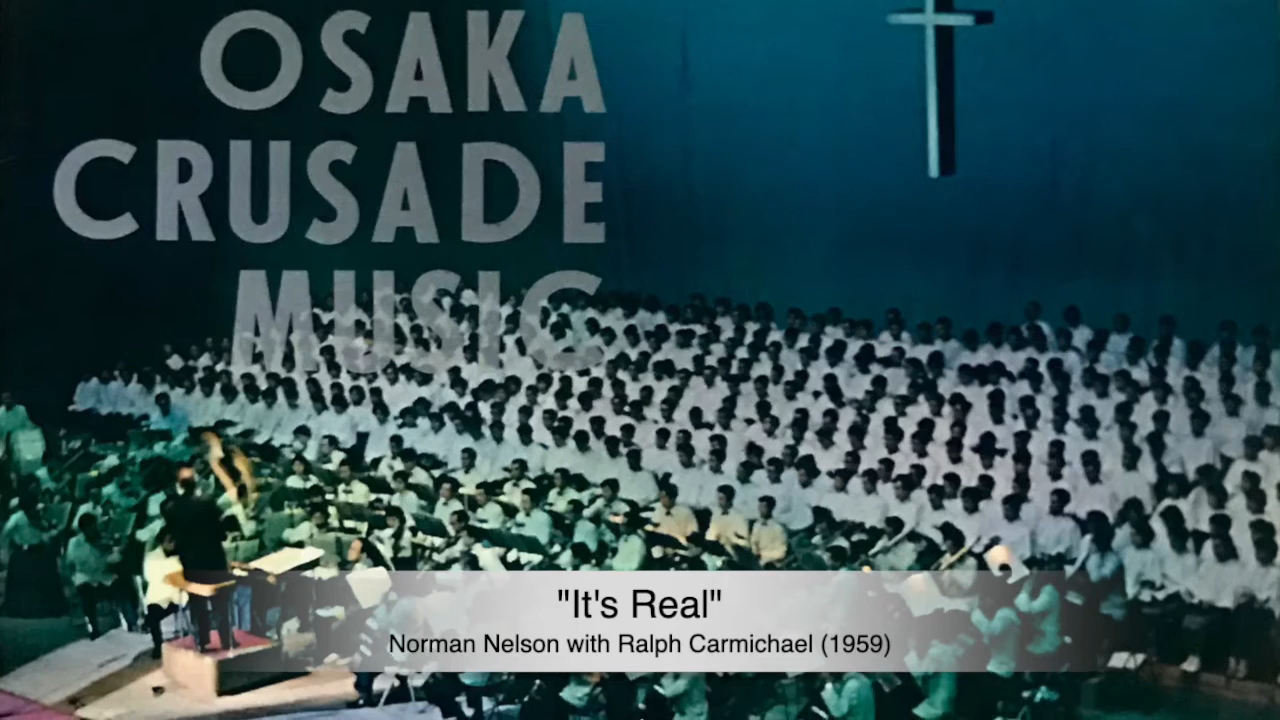 OSAKA
CRUSADE
MUSIC
"It's Real"
Norman Nelson with Ralph Carmichael (1959)